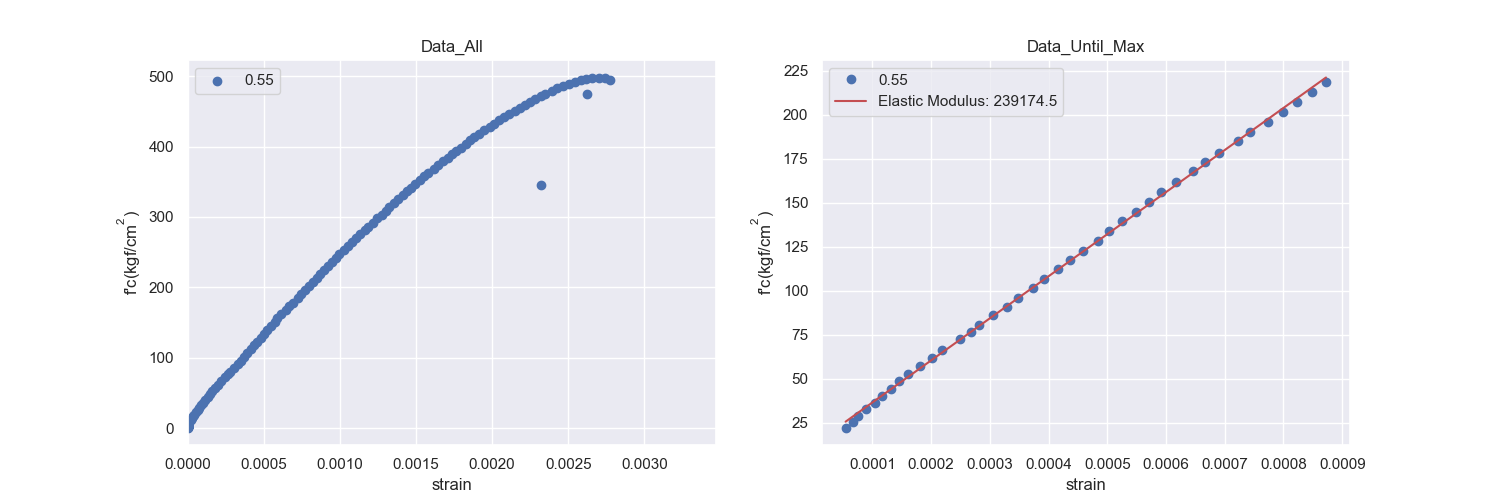 Data_All
0.55
500
400
300
200
100
0
0.0000 0.0005 0.0010 0.0015 0.0020 0.0025 0.0030
strain
f'c(kgf/cm²)
Data_Until_Max
0.55
Elastic Modulus: 239174.5
225
200
175
150
125
100
75
50
25
0.0001 0.0002 0.0003 0.0004 0.0005 0.0006 0.0007 0.0008 0.0009
strain
f'c(kgf/cm²)